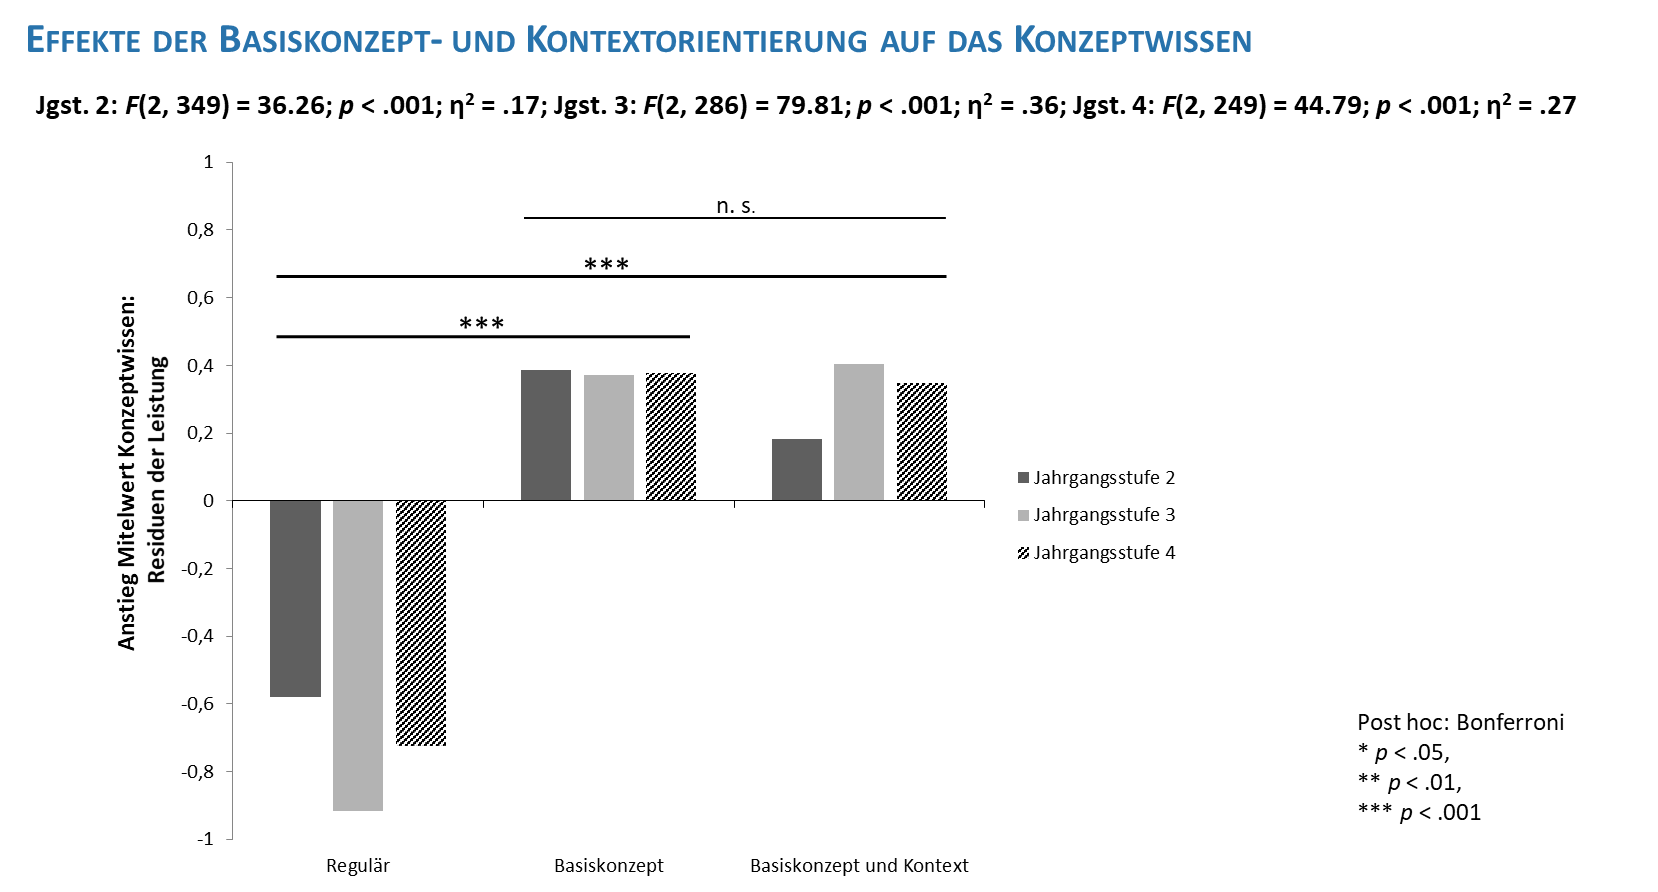 EFFEKTE DER BASISKONZEPT- UND KONTEXTORIENTIERUNG AUF DAS KONZEPTWISSEN
Jgst. 2: F(2, 349) = 36.26; p < .001; η² = .17; Jgst. 3: F(2, 286) = 79.81; p < .001; η² = .36; Jgst. 4: F(2, 249) = 44.79; p < .001; η² = .27
Anstieg Mitelwert Konzeptwissen:
Residuen der Leistung
1
0,8
0,6
0,4
0,2
0
-0,2
-0,4
-0,6
-0,8
-1
n. s.
***
***
Regulär
Basiskonzept
Basiskonzept und Kontext
Jahrgangsstufe 2
Jahrgangsstufe 3
Jahrgangsstufe 4
Post hoc: Bonferroni
* p < .05,
** p < .01,
*** p < .001